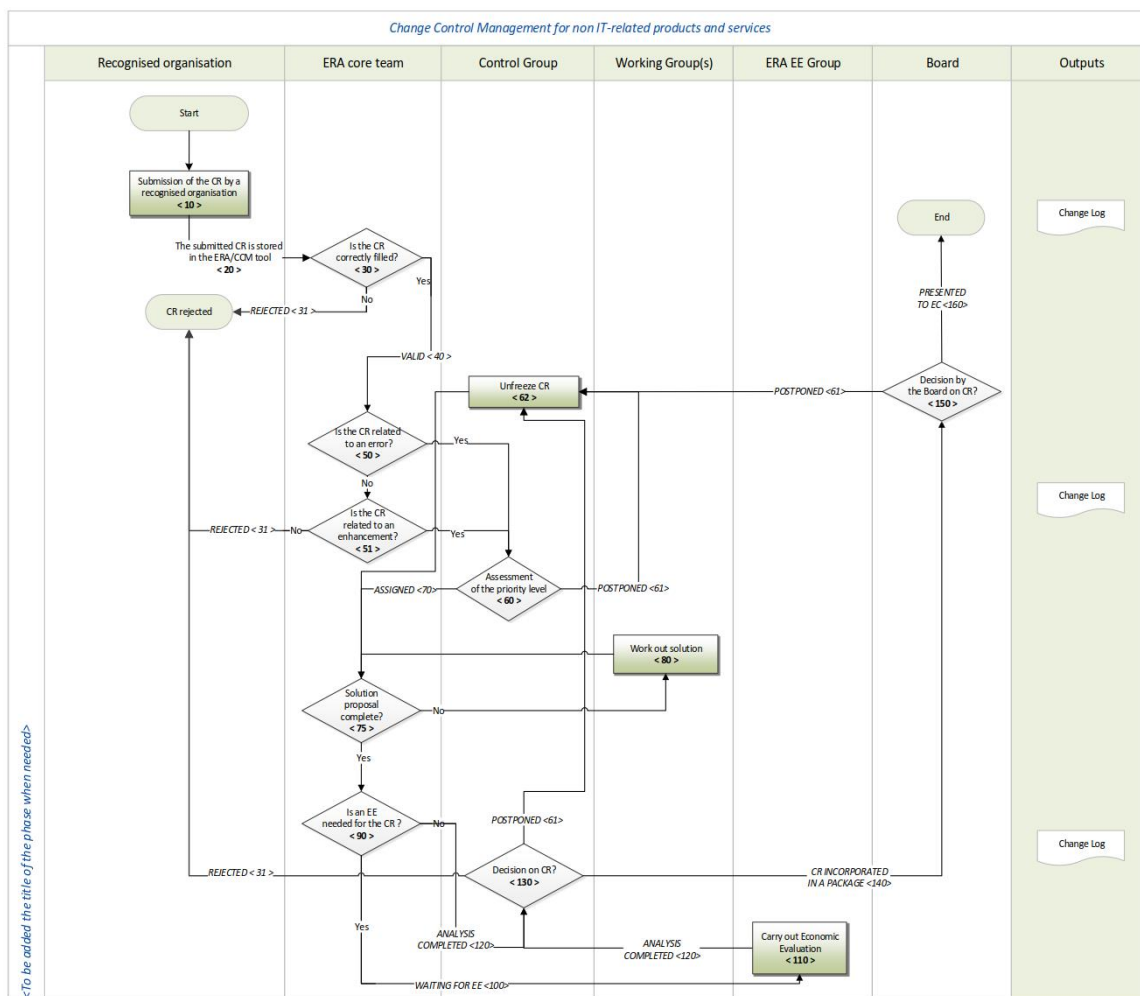 Change Control Management for non IT-related products and services
Recognised organisation
ERA core team
Control Group
Working Group(s)
ERA EE Group
Board
Outputs
Start
Submission of the CR by a
recognised organisation
< 10 >
Change Log
End
The submitted CR is stored
in the ERA/CCM tool
< 20 >
Is the CR
correctly filled?
< 30 >
Yes
No
REJECTED < 31 >
CR rejected
PRESENTED
TO EC <160>
VALID < 40 >
Unfreeze CR
< 62 >
POSTPONED <61>
Decision by
the Board on CR?
< 150 >
Is the CR related
to an error?
< 50 >
Yes
No
Change Log
Is the CR
related to an
enhancement?
< 51 >
No
REJECTED < 31 >
Yes
Assessment
of the priority level
< 60 >
ASSIGNED <70>
POSTPONED <61>
Work out solution
< 80 >
Solution
proposal
complete?
< 75 >
No
Yes
Is an EE
needed for the CR ?
< 90 >
No
POSTPONED <61>
Change Log
REJECTED < 31 >
Decision on CR?
< 130 >
CR INCORPORATED
IN A PACKAGE <140>
Yes
ANALYSIS
COMPLETED <120>
ANALYSIS
COMPLETED <120>
Carry out Economic
Evaluation
< 110 >
WAITING FOR EE <100>
<To be added the title of the phase when needed>